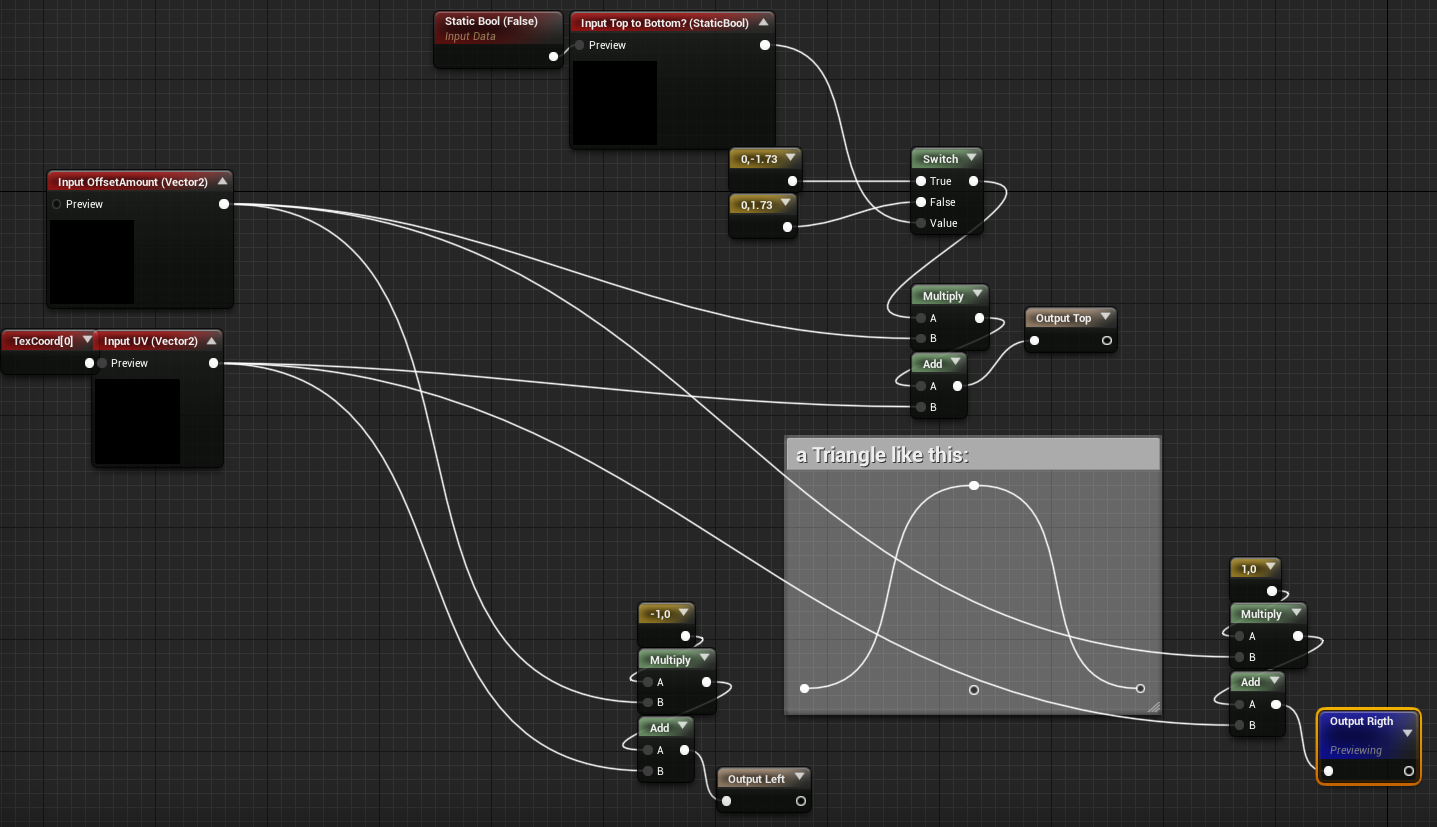 Static Bool (False)
Input Data
Input Top to Bottom? (StaticBool)
Preview
0,-1.73
0,1.73
Switch
True
False
Value
Input OffsetAmount (Vector2)
Preview
Multiply
A
B
Output Top
Add
A
B
TexCoord[0]
Input UV (Vector2)
Preview
a Triangle like this:
-1,0
Multiply
A
B
Add
A
B
Output Left
1,0
Multiply
A
B
Add
A
B
Output Rigth
Previewing